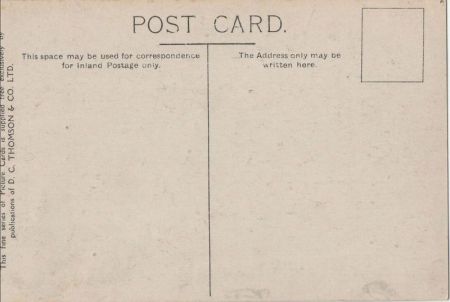 POST CARD.
This space may be used for correspondence
for Inland Postage only.
The Address only may be
written here.
This fine series of Picture Cards is supplied free exclusively by
publications of D. C. THOMSON & CO. LTD.